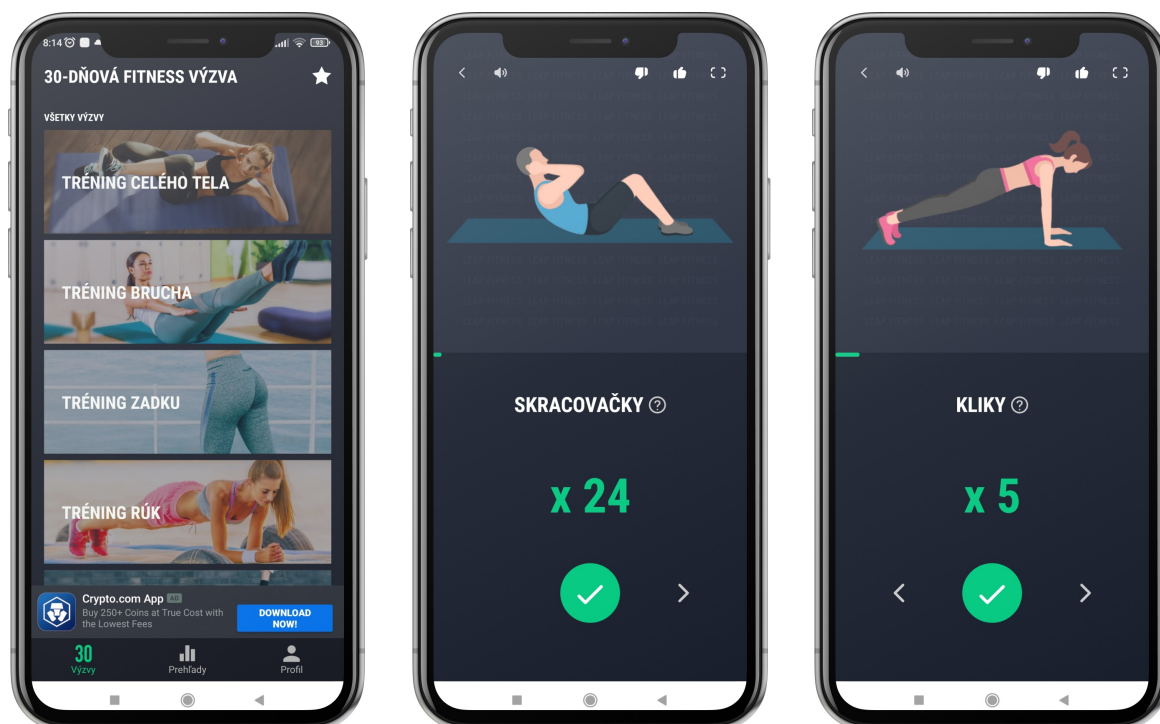 8:14
93
30-DŇOVÁ FITNESS VÝZVA
VŠETKY VÝZVY
TRÉNING CELÉHO TELA
TRÉNING BRUCHA
TRÉNING ZADKU
TRÉNING RÚK
Crypto.com App AD
Buy 250+ Coins at True Cost with
the Lowest Fees
DOWNLOAD
NOW!
30
Výzvy
Prehľady
Profil
SKRACOVAČKY ?
x 24
KLIKY ?
x 5